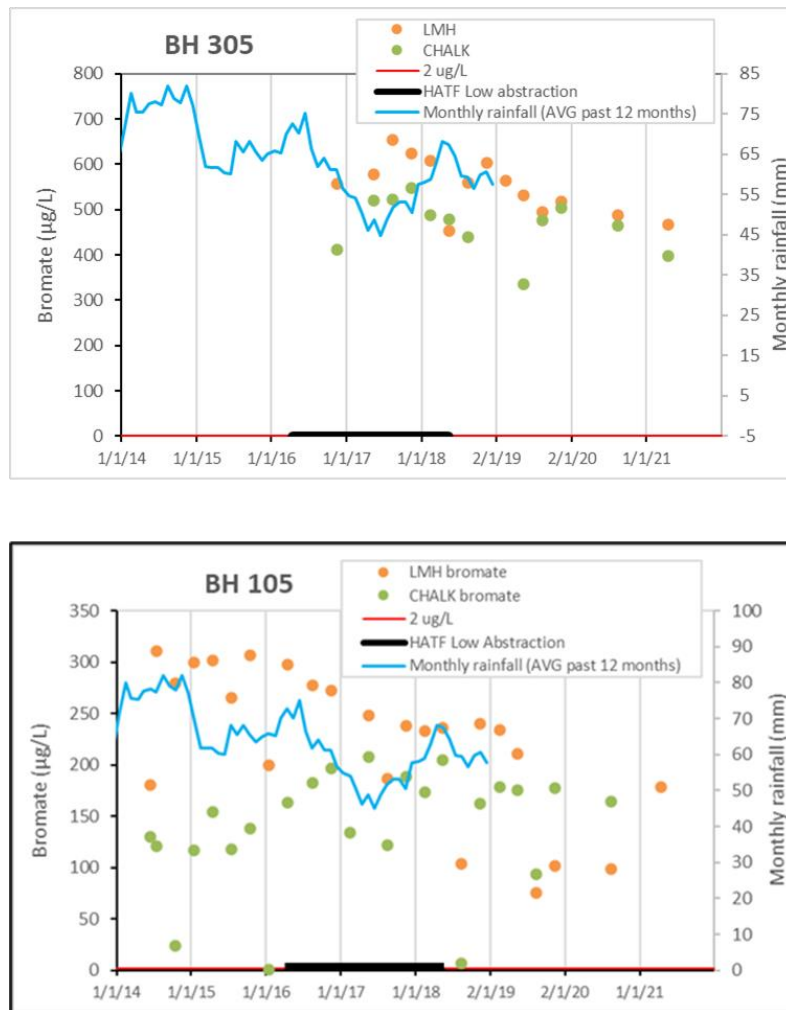 BH 305
LMH
CHALK
2 ug/L
HATF Low abstraction
Monthly rainfall (AVG past 12 months)
Bromate (µg/L)
800
700
600
500
400
300
200
100
0
85
75
65
55
45
35
25
15
5
-5
Monthly rainfall (mm)
1/1/14 1/1/15 1/1/16 1/1/17 1/1/18 2/1/19 2/1/20 1/1/21
BH 105
LMH bromate
CHALK bromate
2 ug/L
HATF Low Abstraction
Monthly rainfall (AVG past 12 months)
Bromate (µg/L)
350
300
250
200
150
100
50
0
100
90
80
70
60
50
40
30
20
10
0
Monthly rainfall (mm)
1/1/14 1/1/15 1/1/16 1/1/17 1/1/18 2/1/19 2/1/20 1/1/21